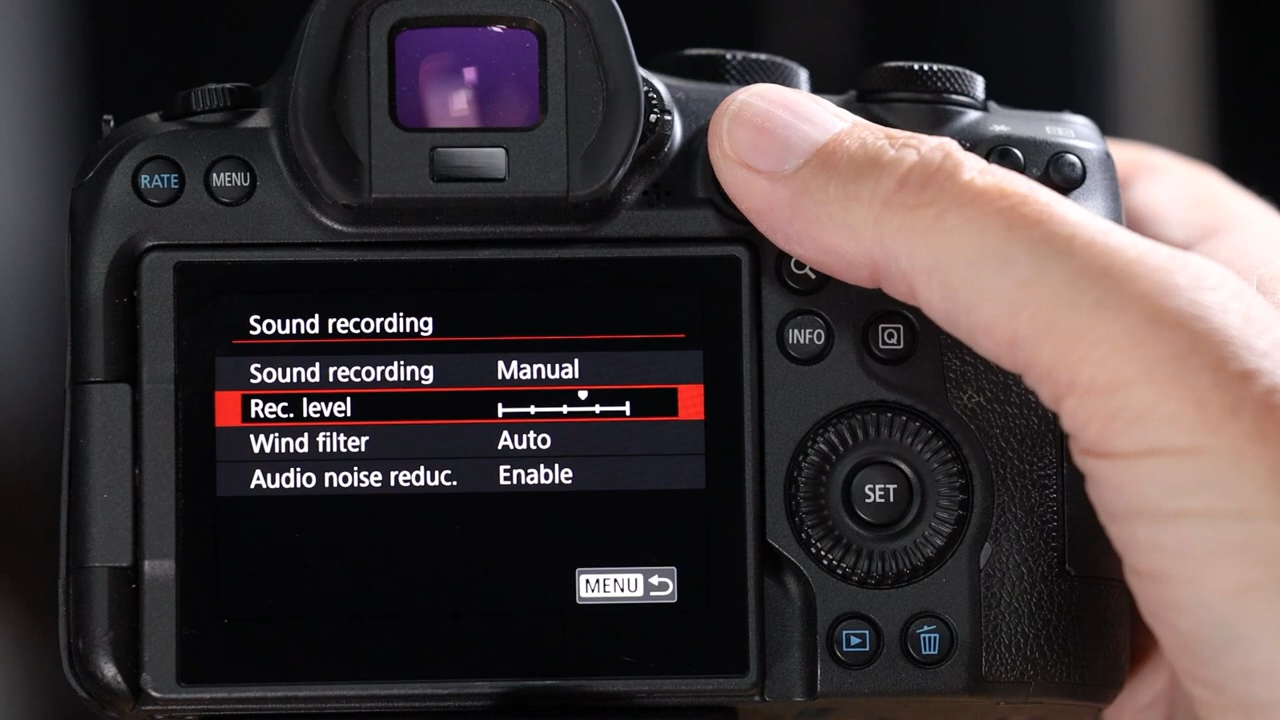 RATE
MENU
Sound recording
Sound recording Manual
Rec. level
Wind filter Auto
Audio noise reduc. Enable
MENU
INFO
Q
SET